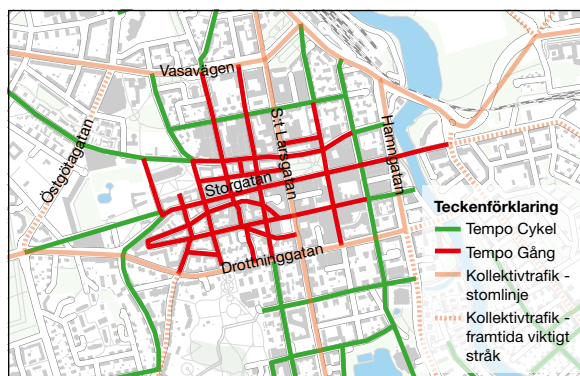 Vasavägen
Östgötagatan
S:t Larsgatan
Hamngatan
Storgatan
Drottninggatan
Teckenförklaring
Tempo Cykel
Tempo Gång
Kollektivtrafik -
stomlinje
Kollektivtrafik -
framtida viktigt
stråk